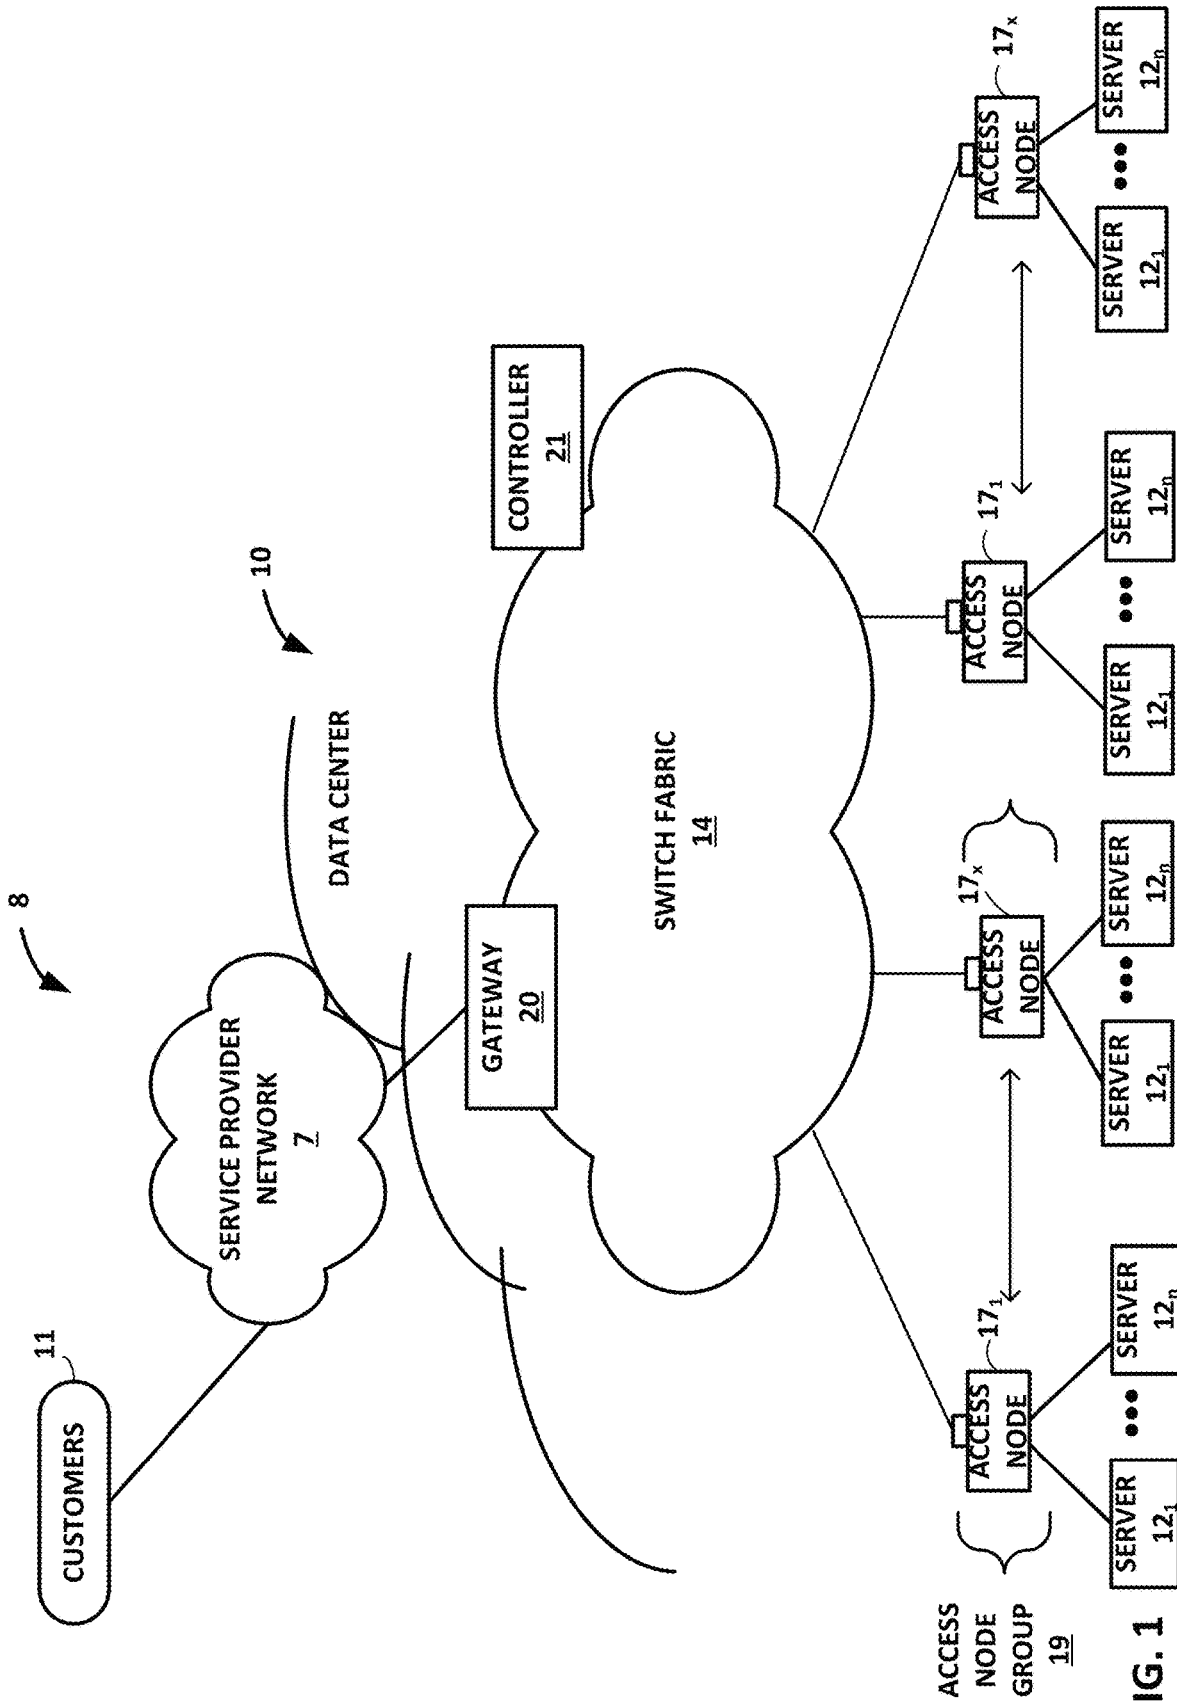 8
CUSTOMERS
11
SERVICE PROVIDER
NETWORK
7
10
DATA CENTER
GATEWAY
20
CONTROLLER
21
SWITCH FABRIC
14
ACCESS
NODE
GROUP
19
ACCESS
NODE
17₁
ACCESS
NODE
17ₓ
ACCESS
NODE
17₁
ACCESS
NODE
17ₓ
SERVER
12₁
•••
SERVER
12ₙ
SERVER
12₁
•••
SERVER
12ₙ
SERVER
12₁
•••
SERVER
12ₙ
SERVER
12₁
•••
SERVER
12ₙ
IG. 1